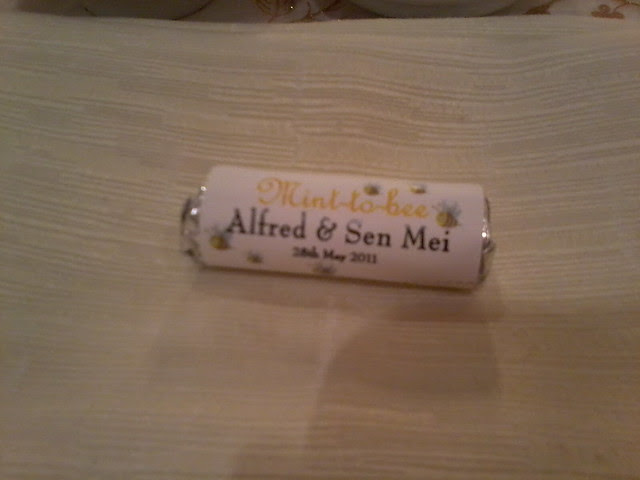 Mint-to-bee
Alfred & Sen Mei
28th May 2011